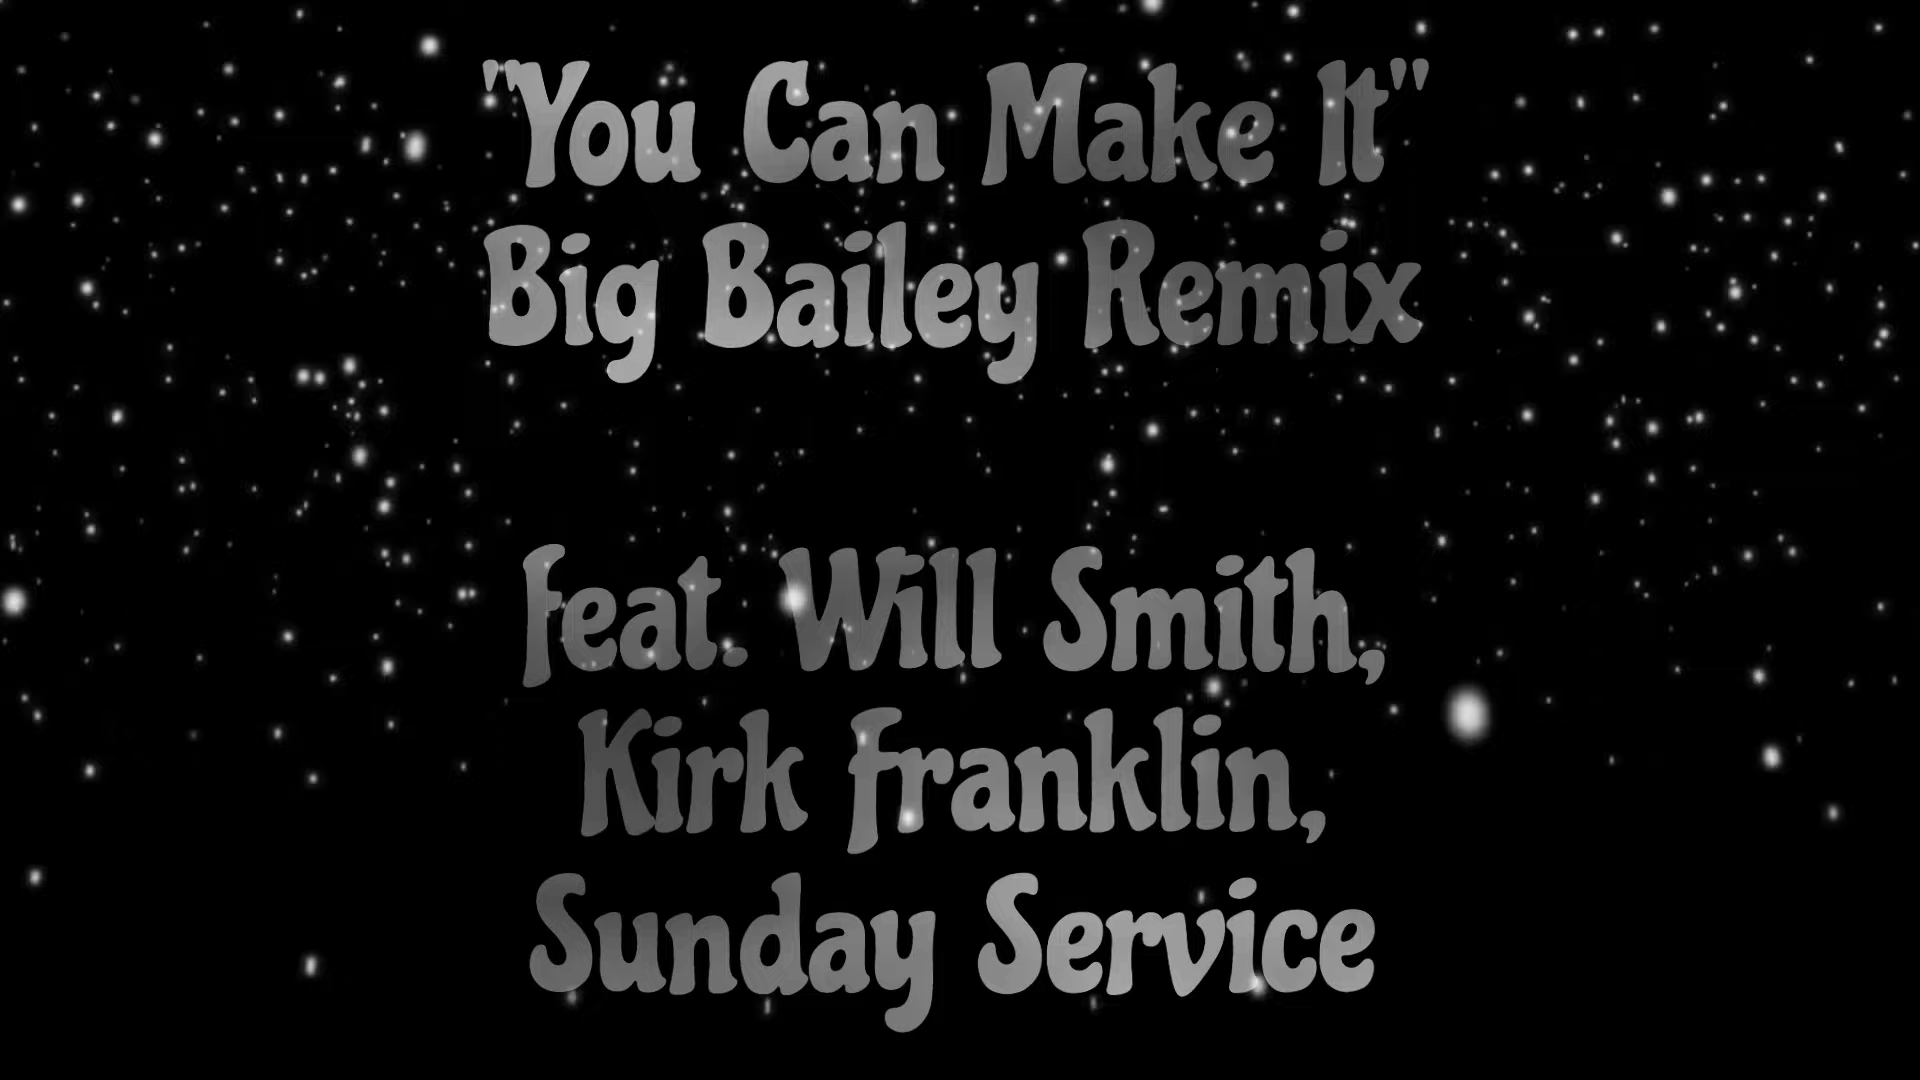 "You Can Make It"
Big Bailey Remix
feat. Will Smith,
Kirk Franklin,
Sunday Service